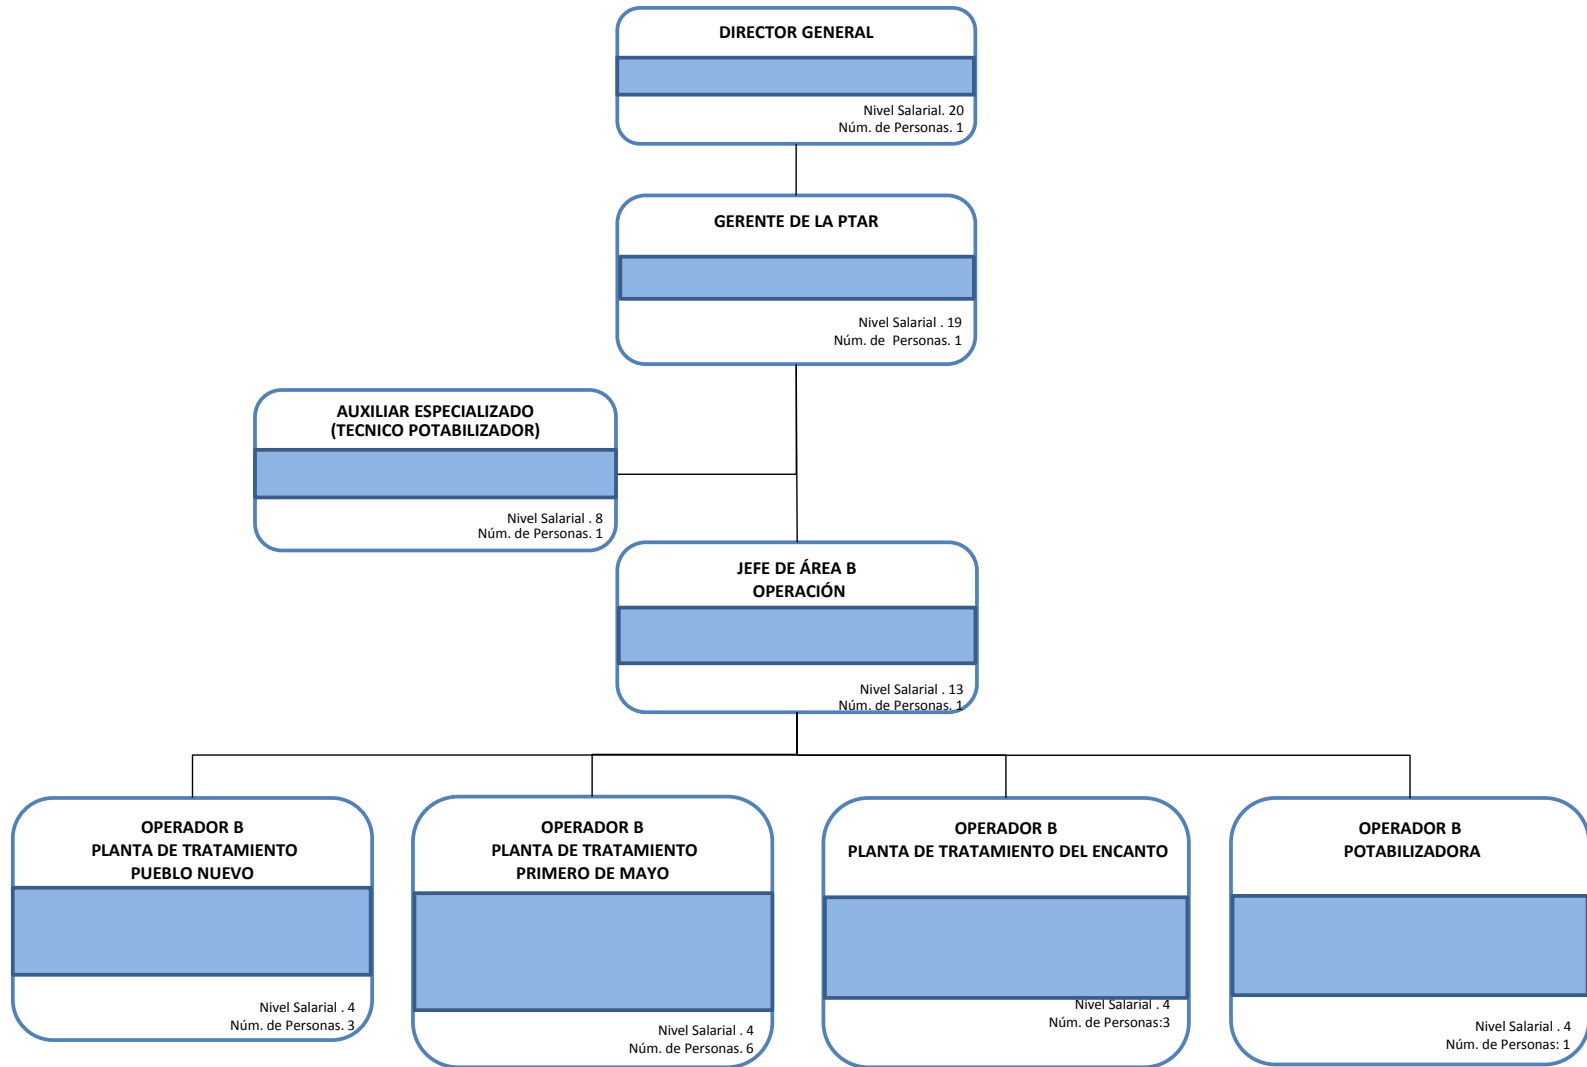 DIRECTOR GENERAL
Nivel Salarial. 20
Núm. de Personas. 1
GERENTE DE LA PTAR
Nivel Salarial . 19
Núm. de  Personas. 1
AUXILIAR ESPECIALIZADO
(TECNICO POTABILIZADOR)
Nivel Salarial . 8
Núm. de Personas. 1
JEFE DE ÁREA B
OPERACIÓN
Nivel Salarial . 13
Núm. de Personas. 1
OPERADOR B
PLANTA DE TRATAMIENTO
PUEBLO NUEVO
Nivel Salarial . 4
Núm. de Personas. 3
OPERADOR B
PLANTA DE TRATAMIENTO
PRIMERO DE MAYO
Nivel Salarial . 4
Núm. de Personas. 6
OPERADOR B
PLANTA DE TRATAMIENTO DEL ENCANTO
Nivel Salarial . 4
Núm. de Personas:3
OPERADOR B
POTABILIZADORA
Nivel Salarial . 4
Núm. de Personas: 1